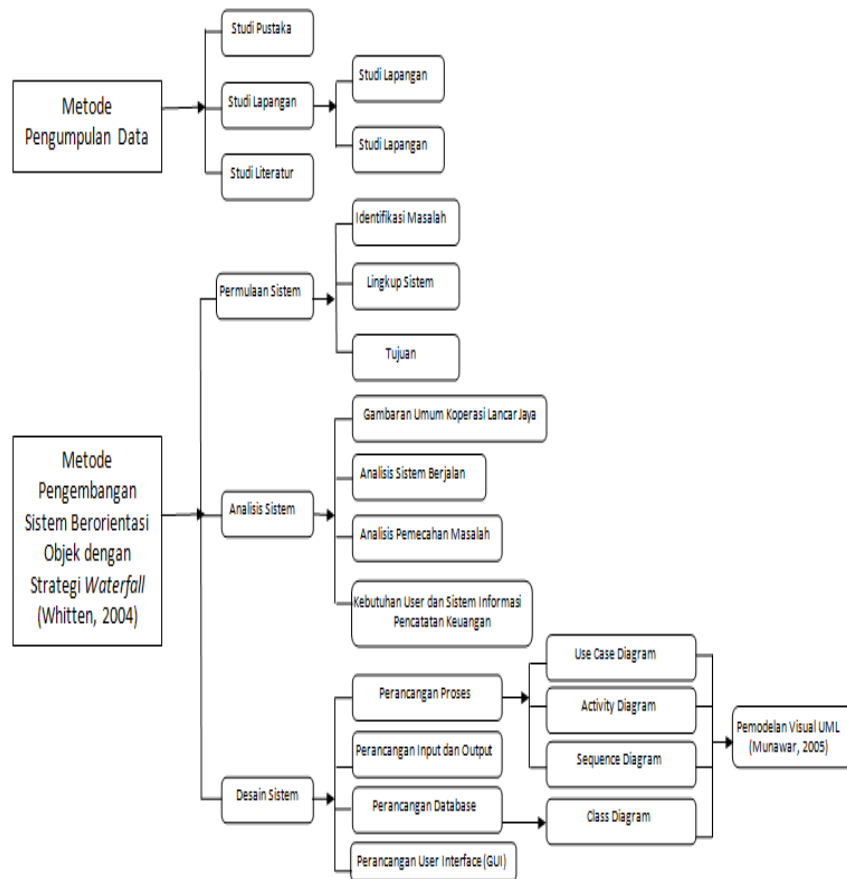 Metode
Pengumpulan Data
Studi Pustaka
Studi Lapangan
Studi Literatur
Studi Lapangan
Studi Lapangan
Metode
Pengembangan
Sistem Berorientasi
Objek dengan
Strategi Waterfall
(Whitten, 2004)
Permulaan Sistem
Identifikasi Masalah
Lingkup Sistem
Tujuan
Analisis Sistem
Gambaran Umum Koperasi Lancar Jaya
Analisis Sistem Berjalan
Analisis Pemecahan Masalah
Kebutuhan User dan Sistem Informasi
Pencatatan Keuangan
Desain Sistem
Perancangan Proses
Perancangan Input dan Output
Perancangan Database
Perancangan User Interface (GUI)
Use Case Diagram
Activity Diagram
Sequence Diagram
Class Diagram
Pemodelan Visual UML
(Munawar, 2005)